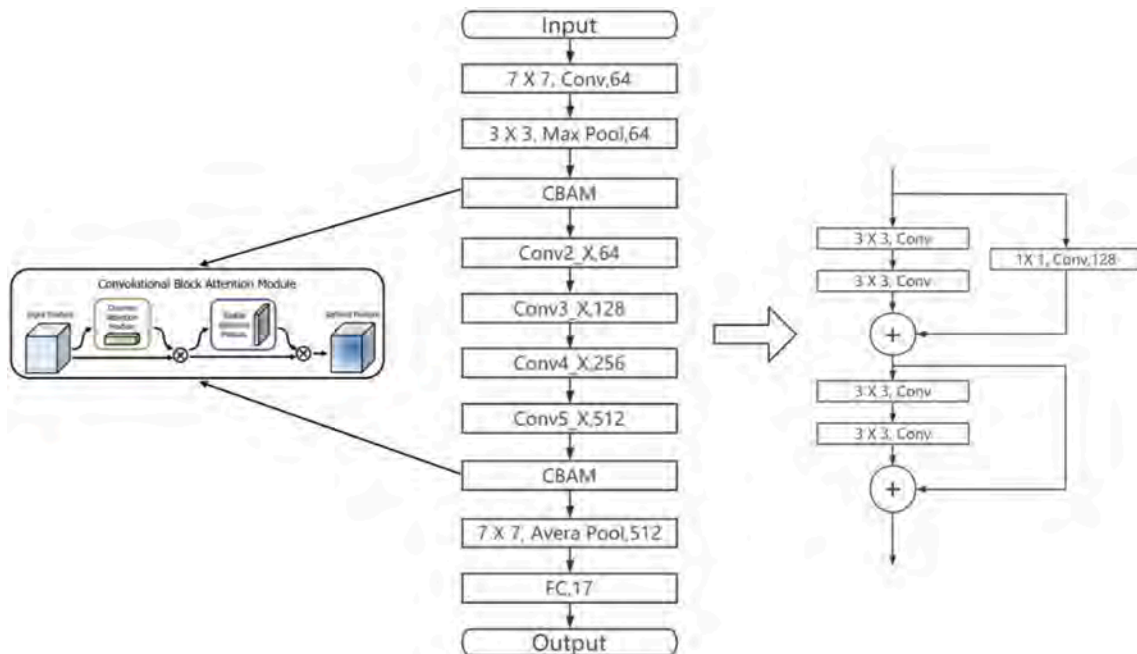 Input
7 X 7, Conv,64
3 X 3, Max Pool,64
CBAM
Conv2_X,64
Conv3_X,128
Conv4_X,256
Conv5_X,512
CBAM
7 X 7, Avera Pool,512
FC,17
Output
Convolutional Block Attention Module
Input Feature
Channel
Attention
Module
Spatial
Attention
Module
Refined Feature
3 X 3, Conv
3 X 3, Conv
1X 1, Conv,128
+
3 X 3, Conv
3 X 3, Conv
+